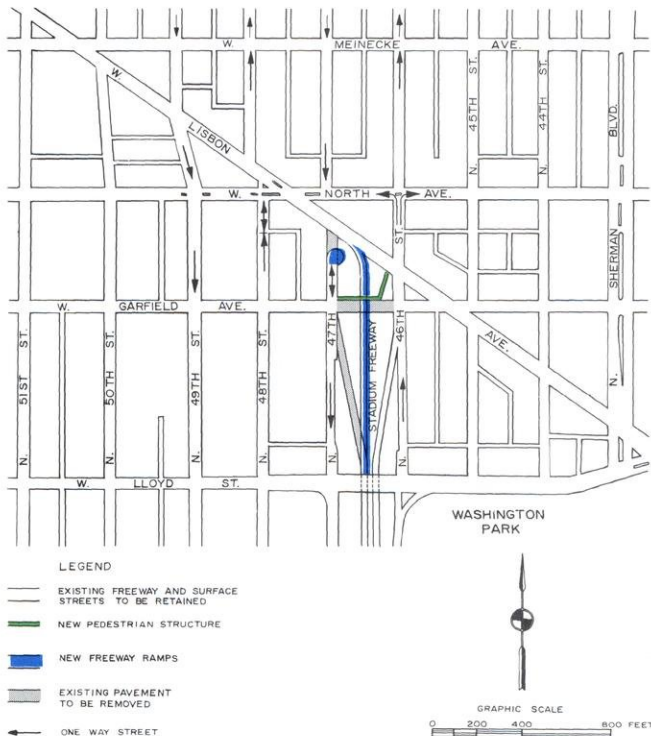 W. MEINECKE AVE.
W. LISBON AVE.
N. 45TH ST.
N. 44TH ST.
N. SHERMAN BLVD.
W. NORTH AVE.
W. GARFIELD AVE.
N. 51ST ST.
N. 50TH ST.
N. 49TH ST.
N. 48TH ST.
N. 47TH
STADIUM FREEWAY
N. 46TH ST.
W. LLOYD ST.
WASHINGTON
PARK
LEGEND
EXISTING FREEWAY AND SURFACE
STREETS TO BE RETAINED
NEW PEDESTRIAN STRUCTURE
NEW FREEWAY RAMPS
EXISTING PAVEMENT
TO BE REMOVED
ONE WAY STREET
GRAPHIC SCALE
0 200 400 800 FEET